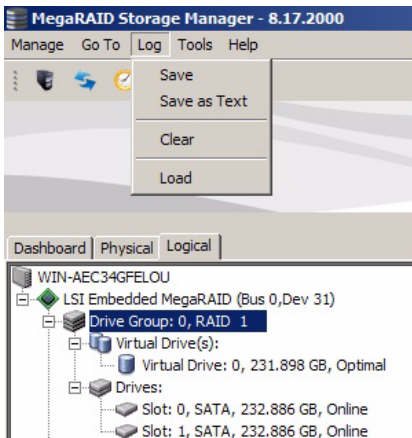 MegaRAID Storage Manager - 8.17.2000
Manage Go To Log Tools Help
Save
Save as Text
Clear
Load
Dashboard Physical Logical
WIN-AEC34GFELOU
LSI Embedded MegaRAID (Bus 0,Dev 31)
Drive Group: 0, RAID 1
Virtual Drive(s):
Virtual Drive: 0, 231.898 GB, Optimal
Drives:
Slot: 0, SATA, 232.886 GB, Online
Slot: 1, SATA, 232.886 GB, Online